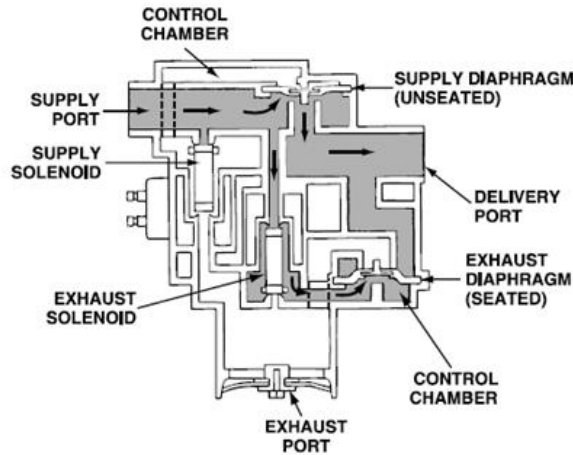 CONTROL
CHAMBER
SUPPLY DIAPHRAGM
(UNSEATED)
SUPPLY
PORT
SUPPLY
SOLENOID
DELIVERY
PORT
EXHAUST
DIAPHRAGM
(SEATED)
EXHAUST
SOLENOID
CONTROL
CHAMBER
EXHAUST
PORT